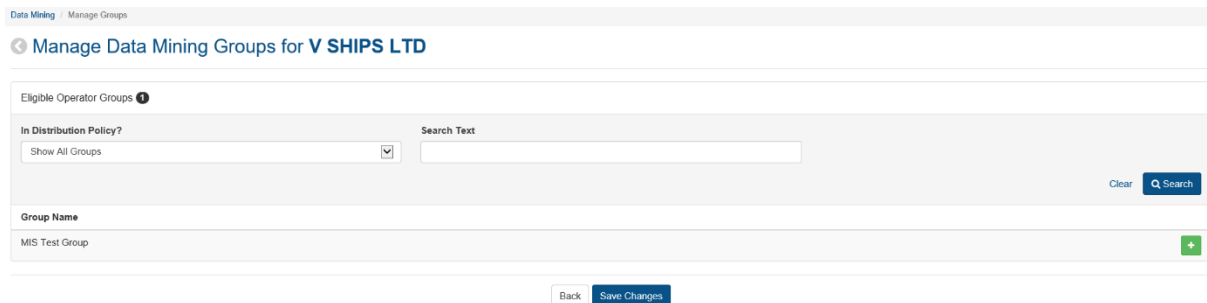 Data Mining / Manage Groups
Manage Data Mining Groups for V SHIPS LTD
Eligible Operator Groups 1
In Distribution Policy? Search Text
Show All Groups
Clear Search
Group Name
MIS Test Group
+
Back Save Changes